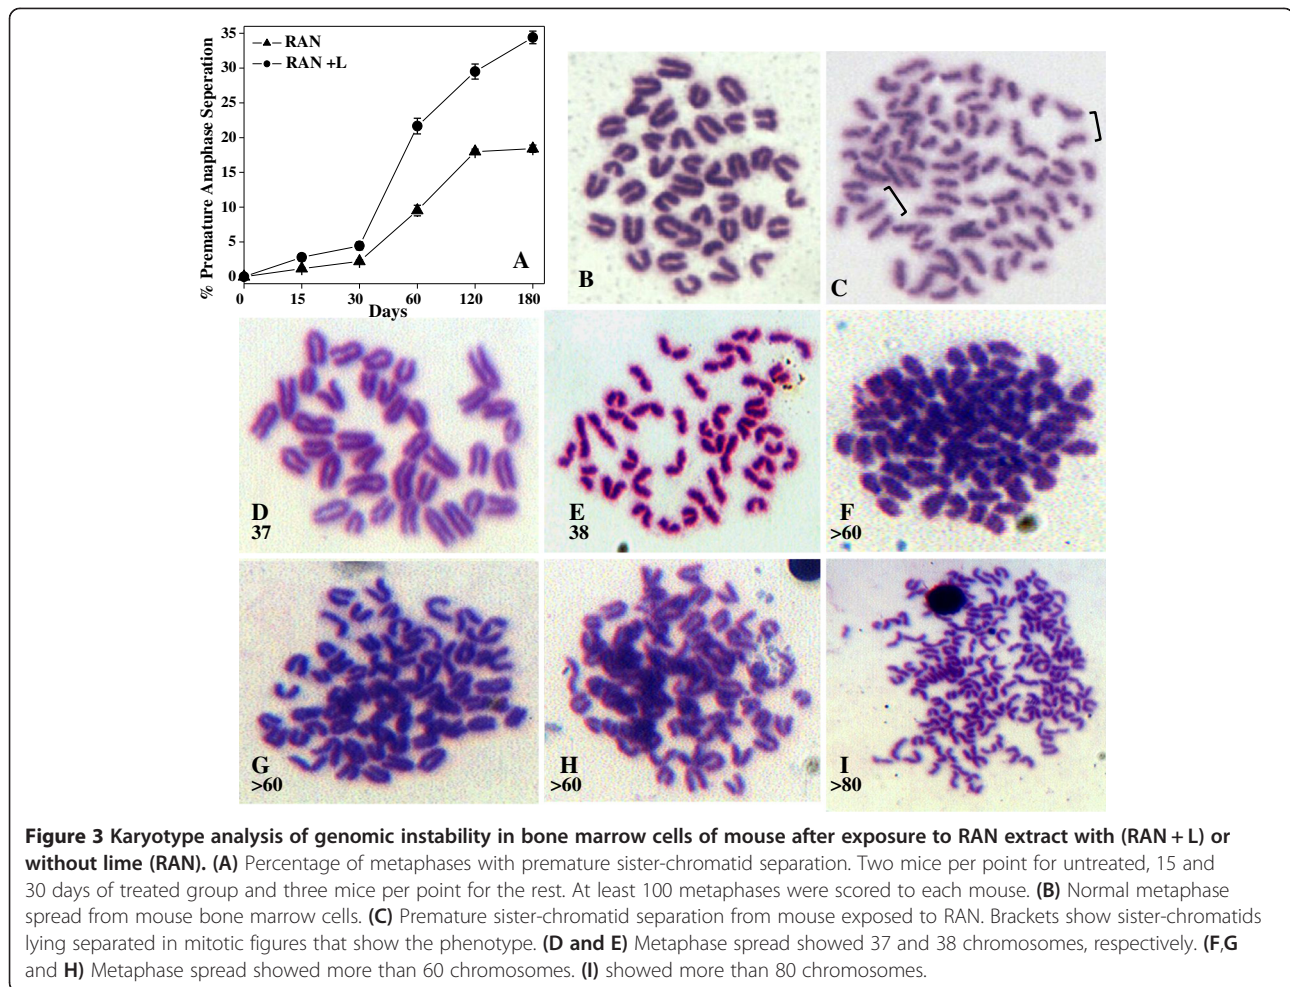 35
30
25
20
15
10
5
0
% Premature Anaphase Seperation
RAN
RAN +L
A
0 15 30 60 120 180
Days
B
C
D
37
E
38
F
>60
G
>60
H
>60
I
>80
Figure 3 Karyotype analysis of genomic instability in bone marrow cells of mouse after exposure to RAN extract with (RAN + L) or
without lime (RAN). (A) Percentage of metaphases with premature sister-chromatid separation. Two mice per point for untreated, 15 and
30 days of treated group and three mice per point for the rest. At least 100 metaphases were scored to each mouse. (B) Normal metaphase
spread from mouse bone marrow cells. (C) Premature sister-chromatid separation from mouse exposed to RAN. Brackets show sister-chromatids
lying separated in mitotic figures that show the phenotype. (D and E) Metaphase spread showed 37 and 38 chromosomes, respectively. (F,G
and H) Metaphase spread showed more than 60 chromosomes. (I) showed more than 80 chromosomes.